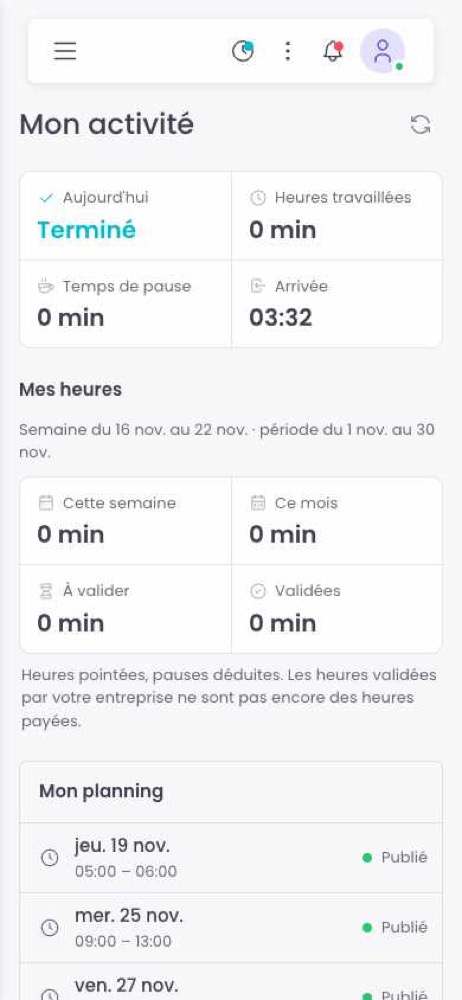 Mon activité
Aujourd'hui
Terminé
Heures travaillées
0 min
Temps de pause
0 min
Arrivée
03:32
Mes heures
Semaine du 16 nov. au 22 nov. · période du 1 nov. au 30
nov.
Cette semaine
0 min
Ce mois
0 min
À valider
0 min
Validées
0 min
Heures pointées, pauses déduites. Les heures validées
par votre entreprise ne sont pas encore des heures
payées.
Mon planning
jeu. 19 nov.
05:00 – 06:00
Publié
mer. 25 nov.
09:00 – 13:00
Publié
ven. 27 nov.
Publié